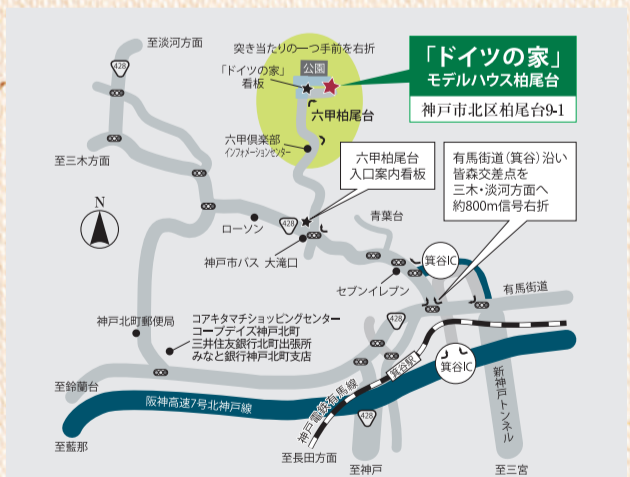 至淡河方面
428
突き当たりの一つ手前を右折
公園
「ドイツの家」
看板
「ドイツの家」
モデルハウス柏尾台
神戸市北区柏尾台9-1
六甲柏尾台
六甲倶楽部
インフォメーションセンター
至三木方面
六甲柏尾台
入口案内看板
有馬街道(箕谷)沿い
皆森交差点を
三木・淡河方面へ
約800m信号右折
N
ローソン
428
青葉台
神戸市バス 大滝口
箕谷IC
セブンイレブン
有馬街道
神戸北町郵便局
コアキタマチショッピングセンター
コープデイズ神戸北町
三井住友銀行北町出張所
みなと銀行神戸北町支店
428
箕谷駅
箕谷IC
至鈴蘭台
阪神高速7号北神戸線
神戸電鉄有馬線
新神戸トンネル
428
至藍那
至長田方面
至神戸
至三宮